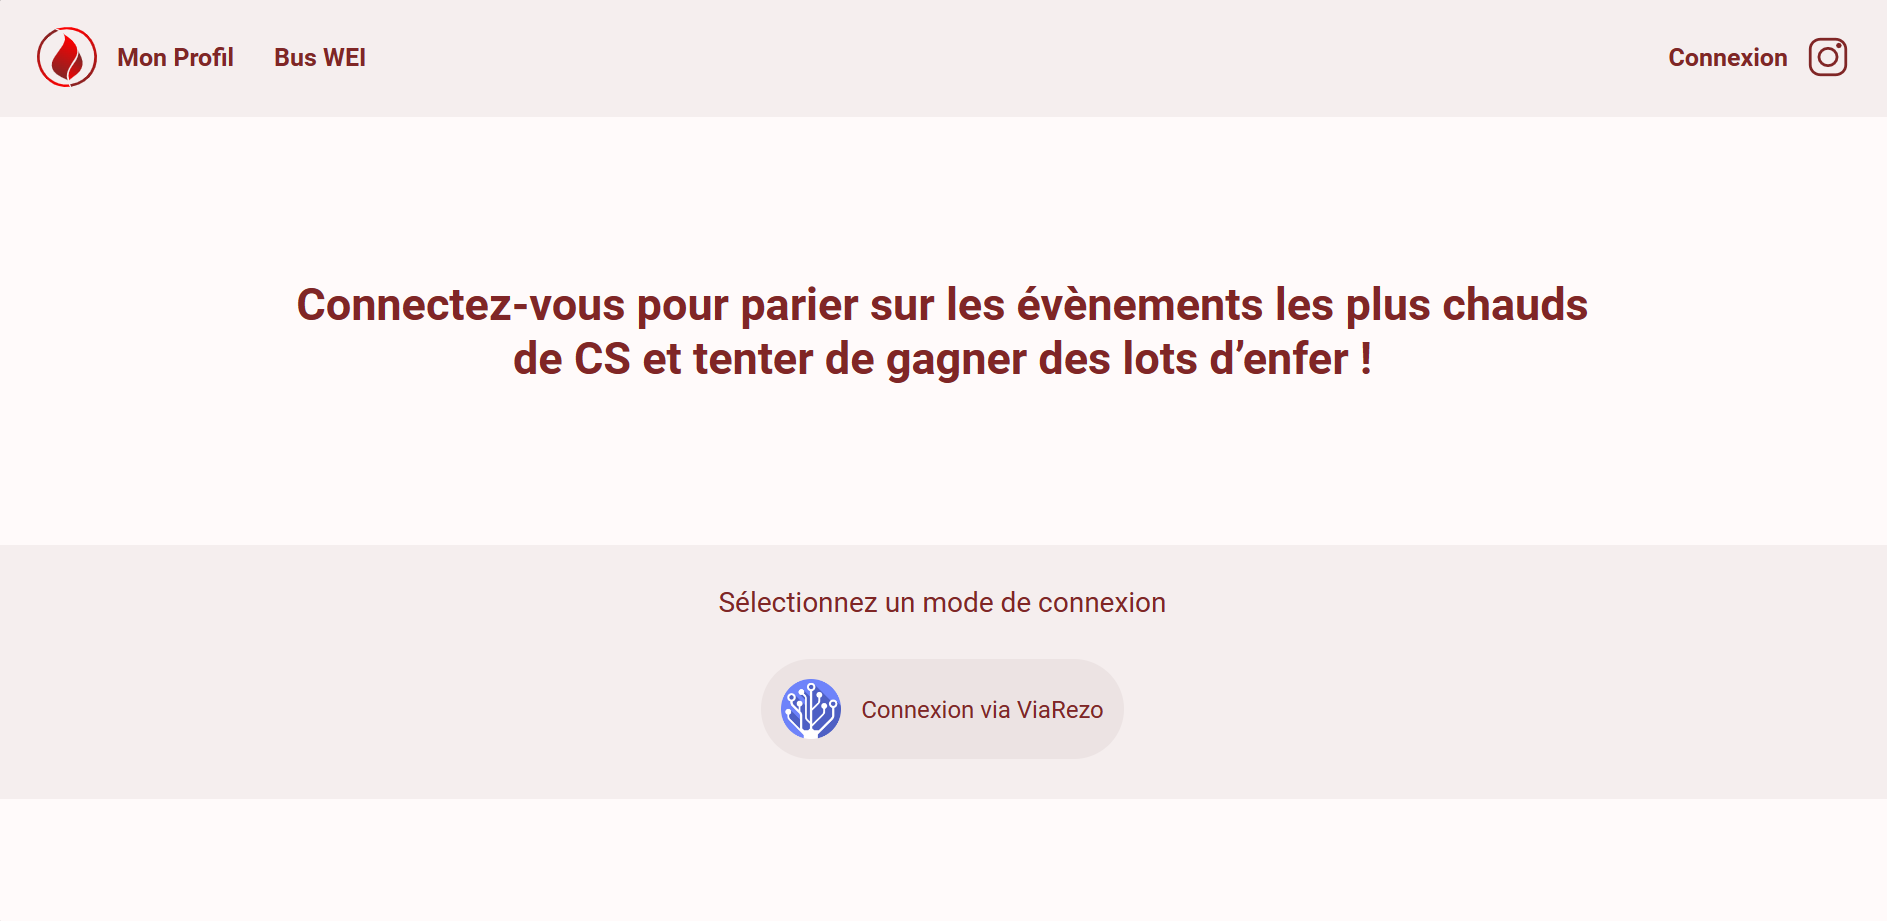 Mon Profil
Bus WEI
Connexion
Connectez-vous pour parier sur les évènements les plus chauds
de CS et tenter de gagner des lots d’enfer !
Sélectionnez un mode de connexion
Connexion via ViaRezo